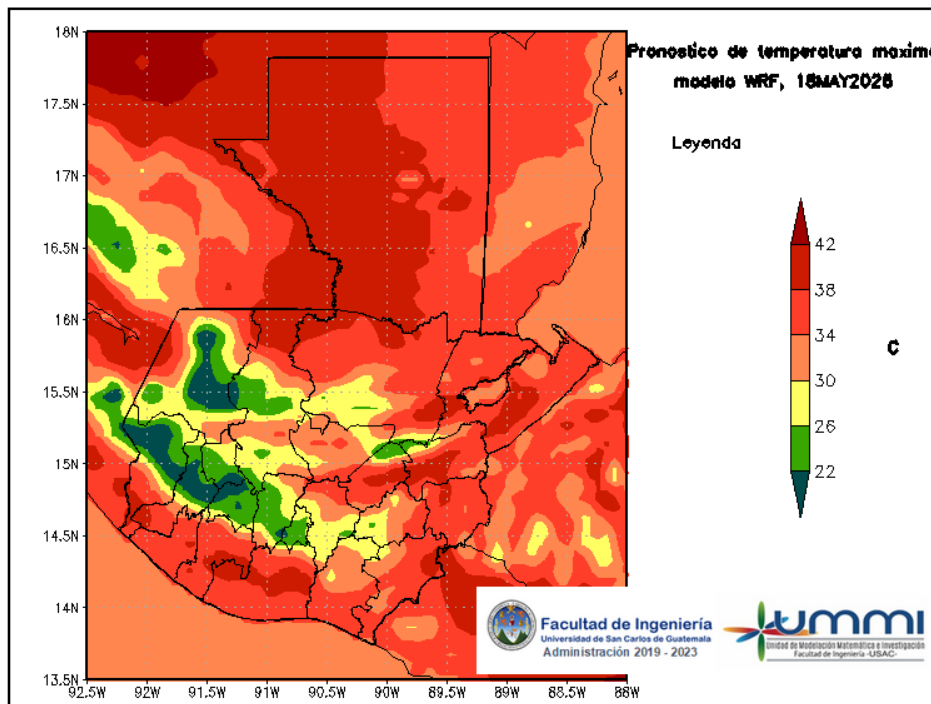 Pronostico de temperatura maxima
modelo WRF, 18MAY2026
Leyenda
42
38
34
30
26
22
C
18N
17.5N
17N
16.5N
16N
15.5N
15N
14.5N
14N
13.5N
92.5W 92W 91.5W 91W 90.5W 90W 89.5W 89W 88.5W 88W
Facultad de Ingeniería
Universidad de San Carlos de Guatemala
Administración 2019 - 2023
ummi
Unidad de Modelación Matemática e Investigación
Facultad de Ingeniería -USAC-